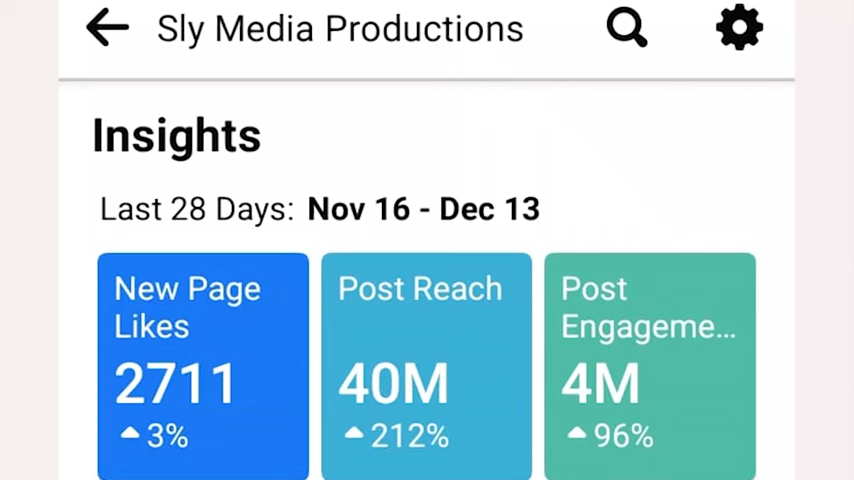 Sly Media Productions
Insights
Last 28 Days: Nov 16 - Dec 13
New Page
Likes
2711
3%
Post Reach
40M
212%
Post
Engageme...
4M
96%